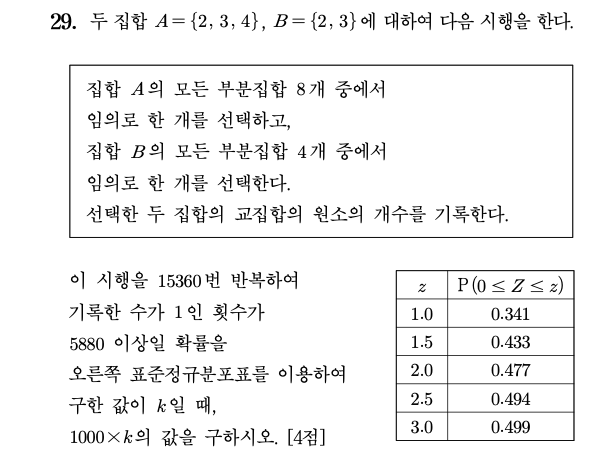 29. 두 집합 A={2, 3, 4}, B={2, 3}에 대하여 다음 시행을 한다.
집합 A의 모든 부분집합 8개 중에서
임의로 한 개를 선택하고,
집합 B의 모든 부분집합 4개 중에서
임의로 한 개를 선택한다.
선택한 두 집합의 교집합의 원소의 개수를 기록한다.
이 시행을 15360번 반복하여
기록한 수가 1인 횟수가
5880 이상일 확률을
오른쪽 표준정규분포표를 이용하여
구한 값이 k일 때,
1000×k의 값을 구하시오. [4점]
z P(0≤Z≤z)
1.0 0.341
1.5 0.433
2.0 0.477
2.5 0.494
3.0 0.499